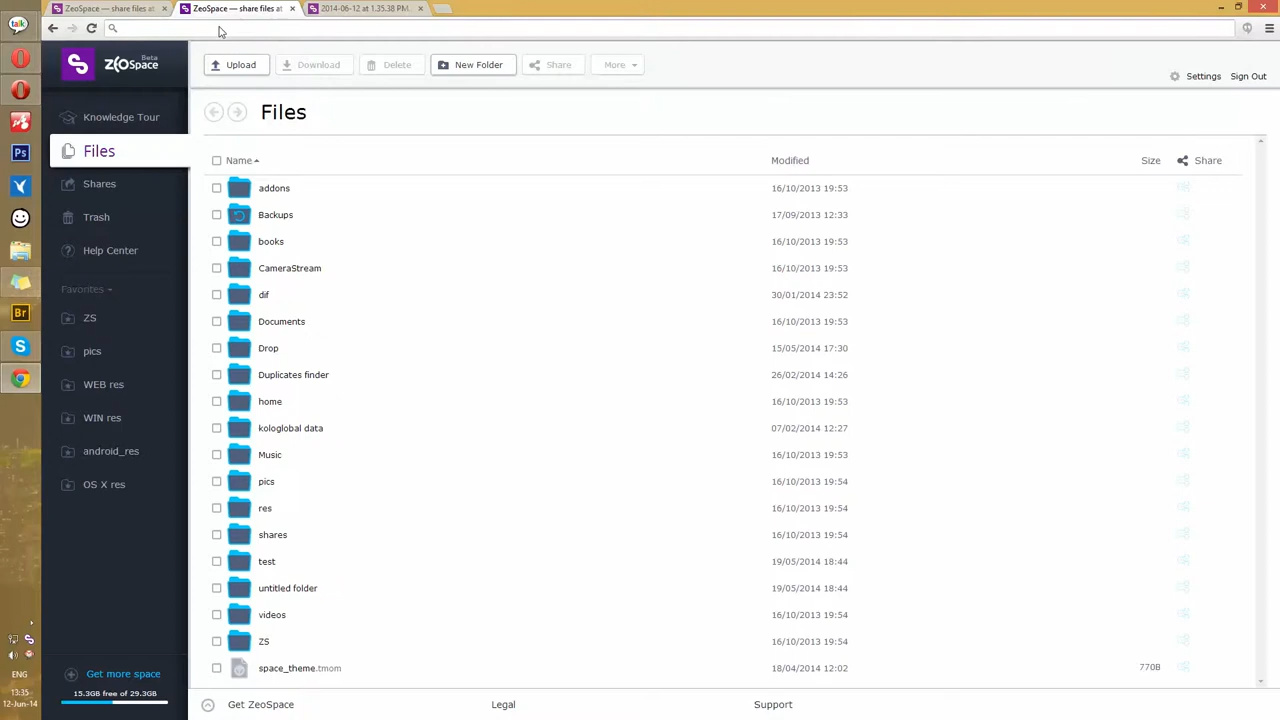 ZeoSpace — share files at
ZeoSpace — share files at
2014-06-12 at 1.35.38 PM.
talk
Beta
ZEOSpace
Upload
Download
Delete
New Folder
Share
More
Settings
Sign Out
Knowledge Tour
Files
Shares
Trash
Help Center
Favorites
ZS
pics
WEB res
WIN res
android_res
OS X res
Files
Name Modified Size Share
addons 16/10/2013 19:53
Backups 17/09/2013 12:33
books 16/10/2013 19:53
CameraStream 16/10/2013 19:53
dif 30/01/2014 23:52
Documents 16/10/2013 19:53
Drop 15/05/2014 17:30
Duplicates finder 26/02/2014 14:26
home 16/10/2013 19:53
kologlobal data 07/02/2014 12:27
Music 16/10/2013 19:53
pics 16/10/2013 19:54
res 16/10/2013 19:54
shares 16/10/2013 19:54
test 19/05/2014 18:44
untitled folder 19/05/2014 18:44
videos 16/10/2013 19:54
ZS 16/10/2013 19:54
space_theme.tmom 18/04/2014 12:02 770B
Ps
Br
S
ENG
13:35
12-Jun-14
Get more space
15.3GB free of 29.3GB
Get ZeoSpace
Legal
Support